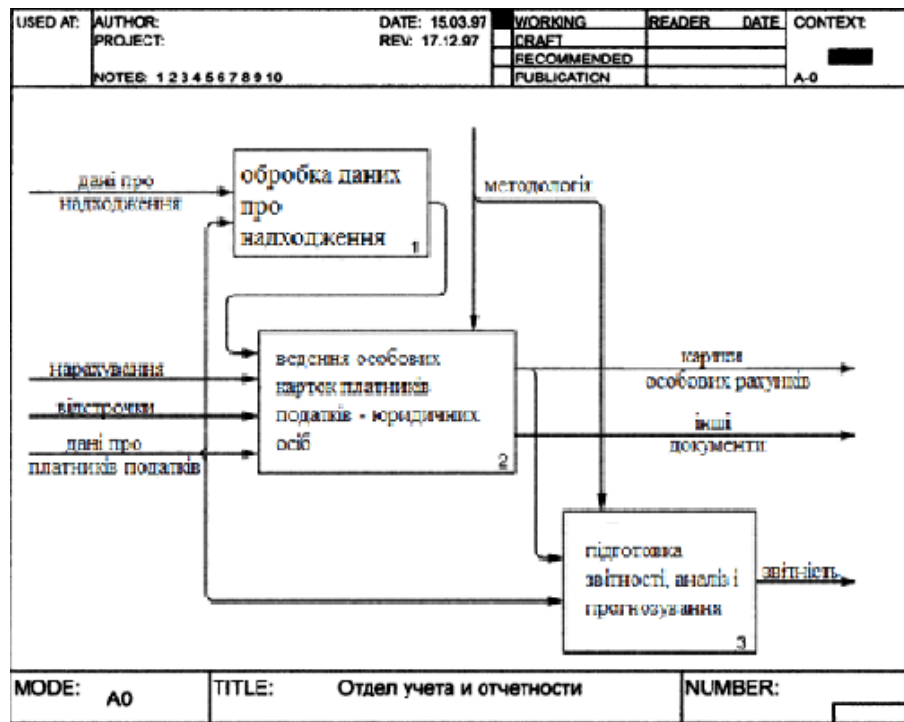 USED AT:
AUTHOR:
DATE: 15.03.97
PROJECT:
REV: 17.12.97
NOTES: 1 2 3 4 5 6 7 8 9 10
WORKING
DRAFT
RECOMMENDED
PUBLICATION
READER
DATE
CONTEXT:
A-0
дані про
надходження
обробка даних
про
надходження
1
методологія
нарахування
відстрочки
дані про
платників податків
ведення особових
карток платників
податків - юридичних
осіб
2
картки
особових рахунків
інші
документи
підготовка
звітності, аналіз і
прогнозування
3
звітність
MODE:
A0
TITLE:
Отдел учета и отчетности
NUMBER: